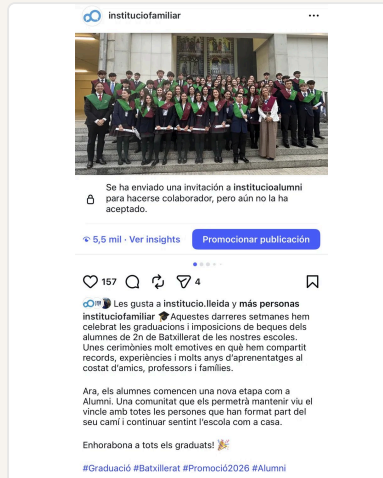 instituciofamiliar
Se ha enviado una invitación a institucioalumni
para hacerse colaborador, pero aún no la ha
aceptado.
5,5 mil · Ver insights
Promocionar publicación
157
4
Les gusta a institucio.lleida y más personas
instituciofamiliar 🎓Aquestes darreres setmanes hem
celebrat les graduacions i imposicions de beques dels
alumnes de 2n de Batxillerat de les nostres escoles.
Unes cerimònies molt emotives en què hem compartit
records, experiències i molts anys d'aprenentatges al
costat d'amics, professors i famílies.
Ara, els alumnes comencen una nova etapa com a
Alumni. Una comunitat que els permetrà mantenir viu el
vincle amb totes les persones que han format part del
seu camí i continuar sentint l'escola com a casa.
Enhorabona a tots els graduats! 🎉
#Graduació #Batxillerat #Promoció2026 #Alumni